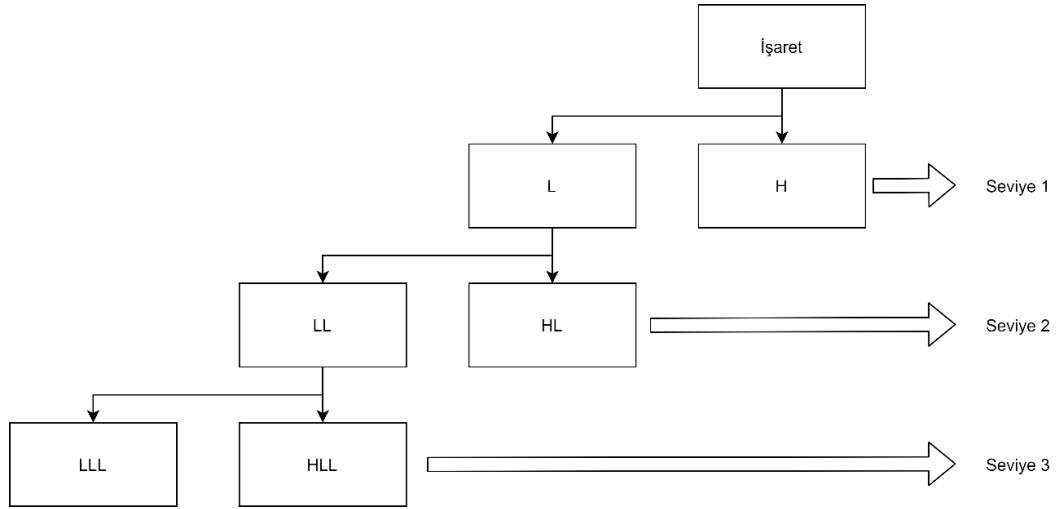 İşaret
L
H
Seviye 1
LL
HL
Seviye 2
LLL
HLL
Seviye 3